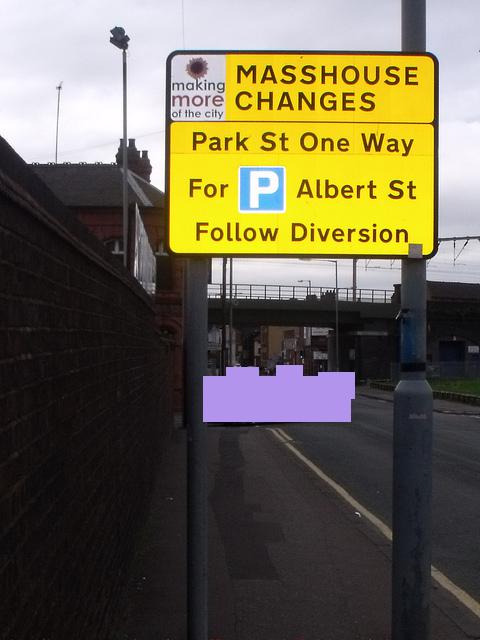 making
more
of the city
MASSHOUSE
CHANGES
Park St One Way
For P Albert St
Follow Diversion